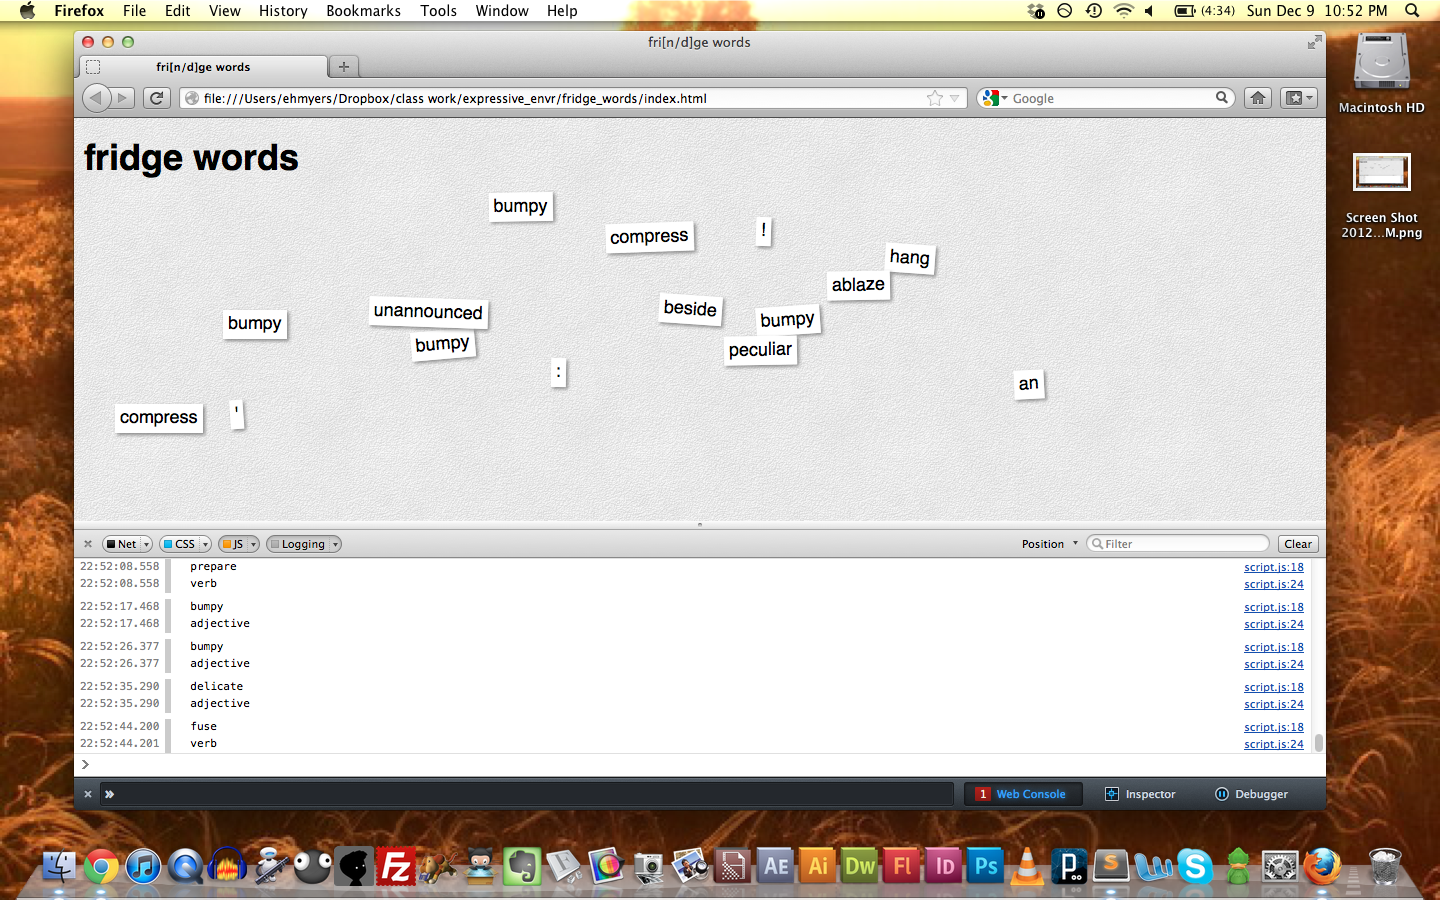 Firefox File Edit View History Bookmarks Tools Window Help (4:34) Sun Dec 9 10:52 PM
fri[n/d]ge words
fri[n/d]ge words
file:///Users/ehmyers/Dropbox/class work/expressive_envr/fridge_words/index.html Google
Macintosh HD
Screen Shot
2012...M.png
fridge words
bumpy
compress !
hang
ablaze
unannounced beside
bumpy bumpy
bumpy peculiar
:
an
compress '
Net CSS JS Logging Position Filter Clear
22:52:08.558 prepare script.js:18
22:52:08.558 verb script.js:24
22:52:17.468 bumpy script.js:18
22:52:17.468 adjective script.js:24
22:52:26.377 bumpy script.js:18
22:52:26.377 adjective script.js:24
22:52:35.290 delicate script.js:18
22:52:35.290 adjective script.js:24
22:52:44.200 fuse script.js:18
22:52:44.201 verb script.js:24
1 Web Console Inspector Debugger
Fz AE Ai Dw Fl ID Ps P S W S